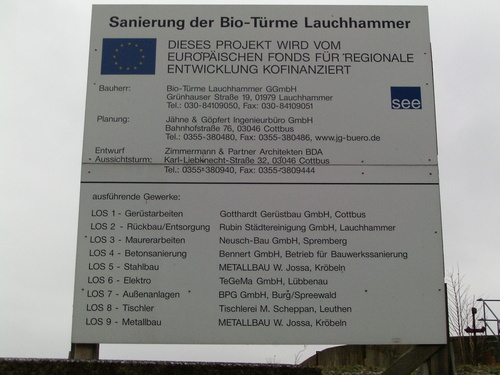 Sanierung der Bio-Türme Lauchhammer
DIESES PROJEKT WIRD VOM
EUROPÄISCHEN FONDS FÜR REGIONALE
ENTWICKLUNG KOFINANZIERT
Bauherr: Bio-Türme Lauchhammer GGmbH
Grünhauser Straße 19, 01979 Lauchhammer
Tel.: 030-84109050, Fax: 030-84109051
see
Planung: Jähne & Göpfert Ingenieurbüro GmbH
Bahnhofstraße 76, 03046 Cottbus
Tel.: 0355-380480, Fax: 0355-380486, www.jg-buero.de
Entwurf Zimmermann & Partner Architekten BDA
Aussichtsturm: Karl-Liebknecht-Straße 32, 03046 Cottbus
Tel.: 0355-380940, Fax: 0355-3809444
ausführende Gewerke:
LOS 1 - Gerüstarbeiten Gotthardt Gerüstbau GmbH, Cottbus
LOS 2 - Rückbau/Entsorgung Rubin Städtereinigung GmbH, Lauchhammer
LOS 3 - Maurerarbeiten Neusch-Bau GmbH, Spremberg
LOS 4 - Betonsanierung Bennert GmbH, Betrieb für Bauwerkssanierung
LOS 5 - Stahlbau METALLBAU W. Jossa, Kröbeln
LOS 6 - Elektro TeGeMa GmbH, Lübbenau
LOS 7 - Außenanlagen BPG GmbH, Burg/Spreewald
LOS 8 - Tischler Tischlerei M. Scheppan, Leuthen
LOS 9 - Metallbau METALLBAU W. Jossa, Kröbeln